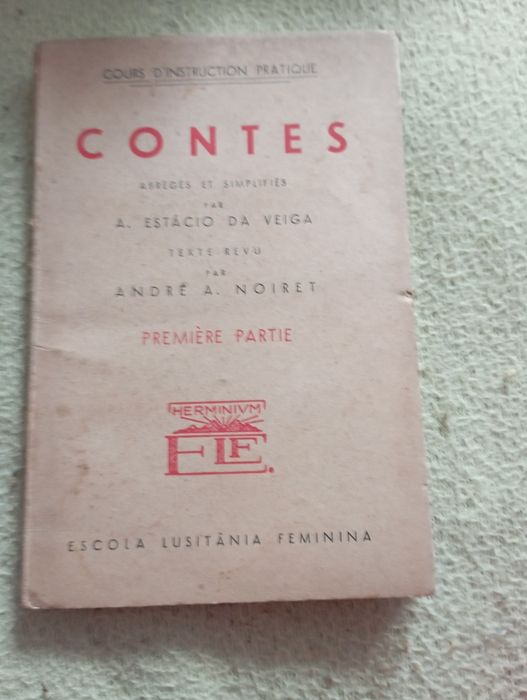 COURS D'INSTRUCTION PRATIQUE
CONTES
ABRÉGÉS ET SIMPLIFIÉS
PAR
A. ESTÁCIO DA VEIGA
TEXTE REVU
PAR
ANDRÉ A. NOIRET
PREMIÈRE PARTIE
HERMINIVM
ELF.
ESCOLA LUSITÂNIA FEMININA